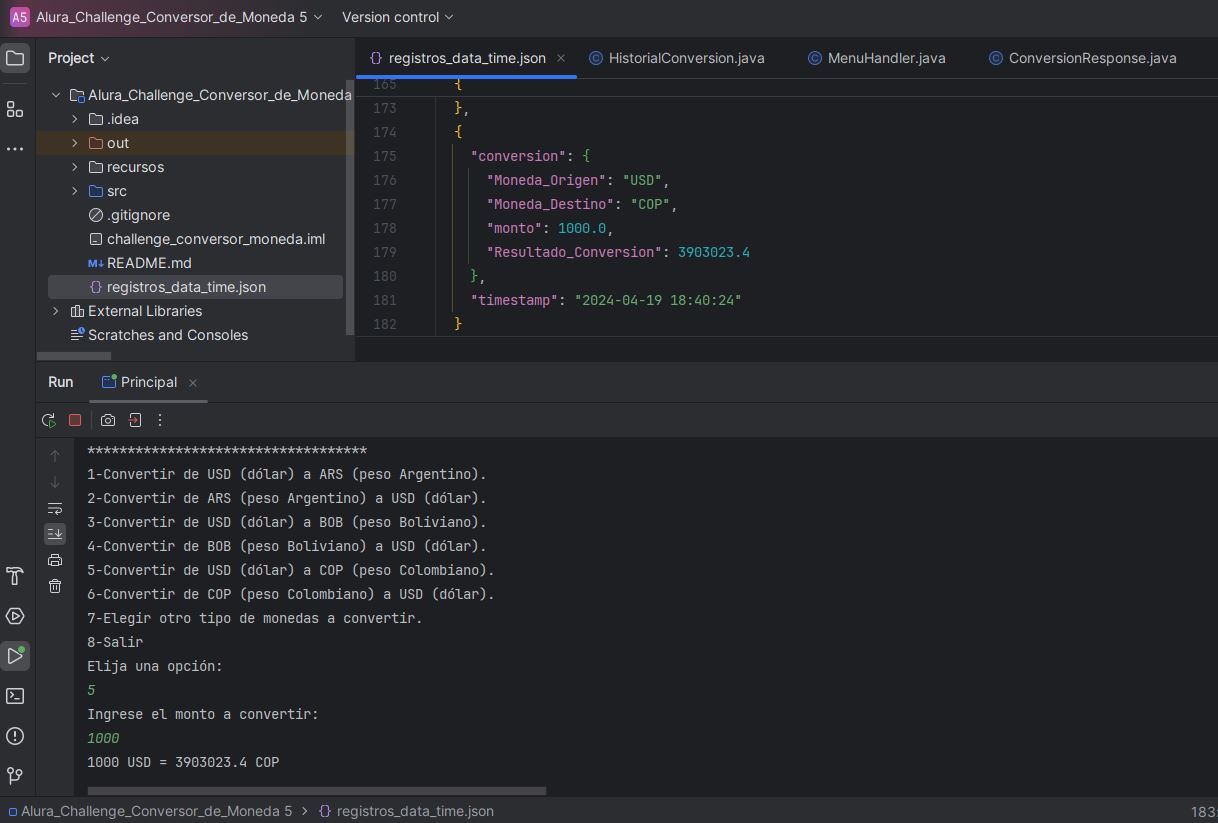 A5 Alura_Challenge_Conversor_de_Moneda 5 Version control
Project
Alura_Challenge_Conversor_de_Moneda
.idea
out
recursos
src
.gitignore
challenge_conversor_moneda.iml
M↓ README.md
{} registros_data_time.json
External Libraries
Scratches and Consoles
{} registros_data_time.json × © HistorialConversion.java © MenuHandler.java © ConversionResponse.java
165 {
173 },
174 {
175 "conversion": {
176 "Moneda_Origen": "USD",
177 "Moneda_Destino": "COP",
178 "monto": 1000.0,
179 "Resultado_Conversion": 3903023.4
180 },
181 "timestamp": "2024-04-19 18:40:24"
182 }
Run Principal ×
***********************************
1-Convertir de USD (dólar) a ARS (peso Argentino).
2-Convertir de ARS (peso Argentino) a USD (dólar).
3-Convertir de USD (dólar) a BOB (peso Boliviano).
4-Convertir de BOB (peso Boliviano) a USD (dólar).
5-Convertir de USD (dólar) a COP (peso Colombiano).
6-Convertir de COP (peso Colombiano) a USD (dólar).
7-Elegir otro tipo de monedas a convertir.
8-Salir
Elija una opción:
5
Ingrese el monto a convertir:
1000
1000 USD = 3903023.4 COP
Alura_Challenge_Conversor_de_Moneda 5 > {} registros_data_time.json 183: